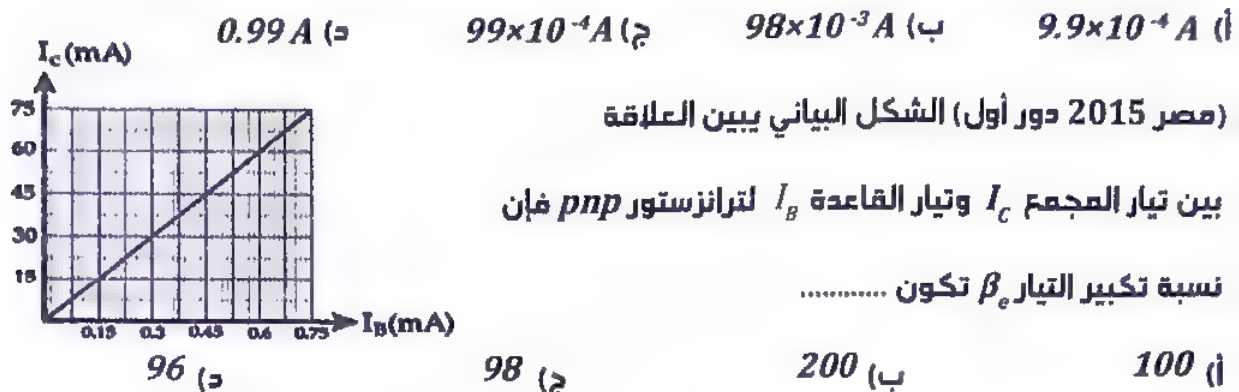 أ) 9.9×10⁻⁴ A ب) 98×10⁻³ A ج) 99×10⁻⁴ A د) 0.99 A
(مصر 2015 دور أول) الشكل البياني يبين العلاقة
بين تيار المجمع I_C وتيار القاعدة I_B لترانزستور pnp فإن
نسبة تكبير التيار β_e تكون ............
I_C(mA)
75
60
45
30
15
0.15 0.3 0.45 0.6 0.75
I_B(mA)
أ) 100 ب) 200 ج) 98 د) 96